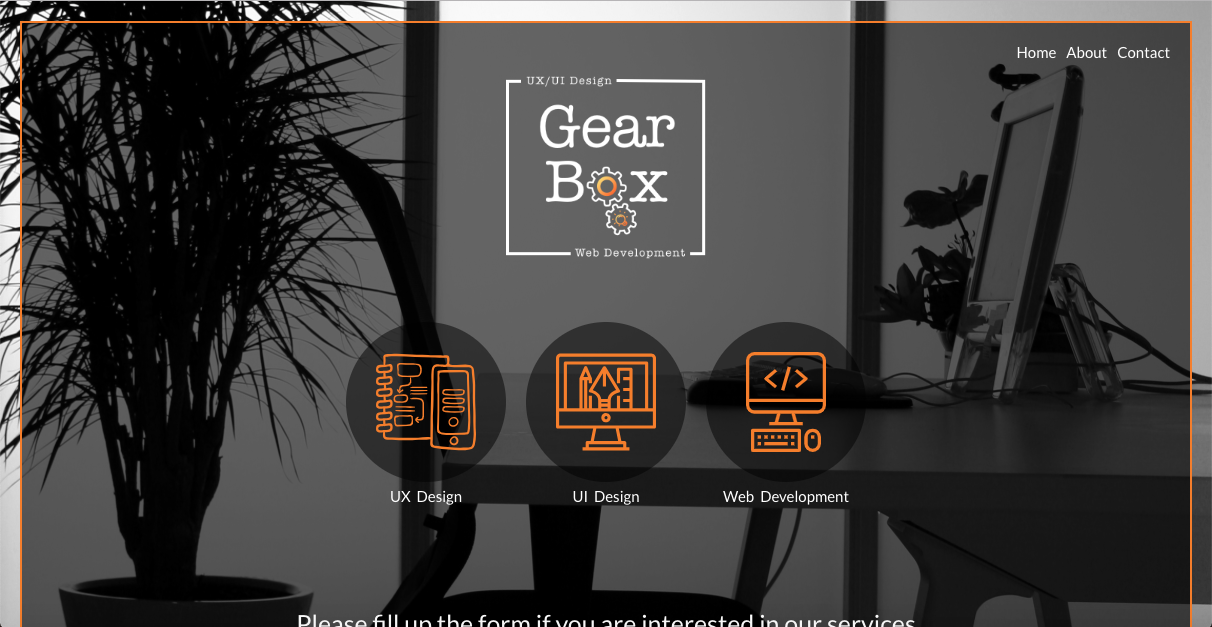 Home About Contact
UX/UI Design
Gear
Box
Web Development
</>
UX Design
UI Design
Web Development
Please fill up the form if you are interested in our services